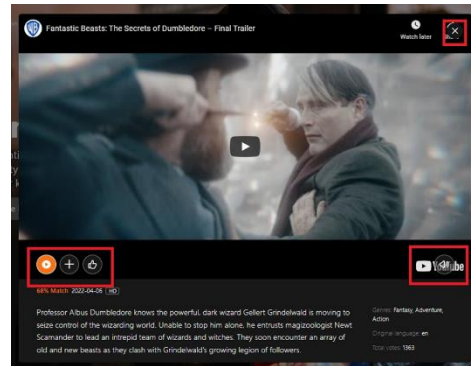 Fantastic Beasts: The Secrets of Dumbledore – Final Trailer
Watch later
YouTube
68% Match 2022-04-06 HD
Professor Albus Dumbledore knows the powerful, dark wizard Gellert Grindelwald is moving to
seize control of the wizarding world. Unable to stop him alone, he entrusts magizoologist Newt
Scamander to lead an intrepid team of wizards and witches. They soon encounter an array of
old and new beasts as they clash with Grindelwald's growing legion of followers.
Genres: Fantasy, Adventure,
Action
Original language: en
Total votes: 1363